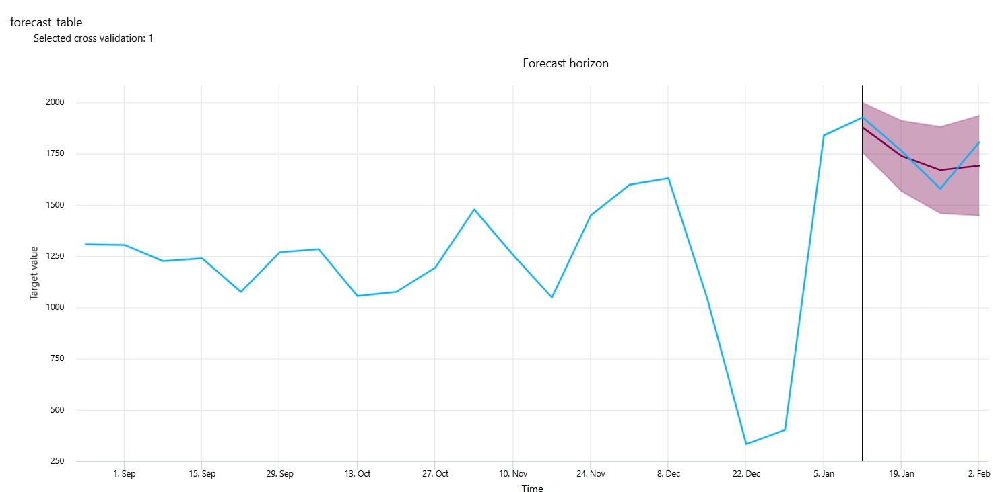 forecast_table
Selected cross validation: 1
Forecast horizon
2000
1750
1500
1250
1000
750
500
250
Target value
1. Sep
15. Sep
29. Sep
13. Oct
27. Oct
10. Nov
24. Nov
8. Dec
22. Dec
5. Jan
19. Jan
2. Feb
Time